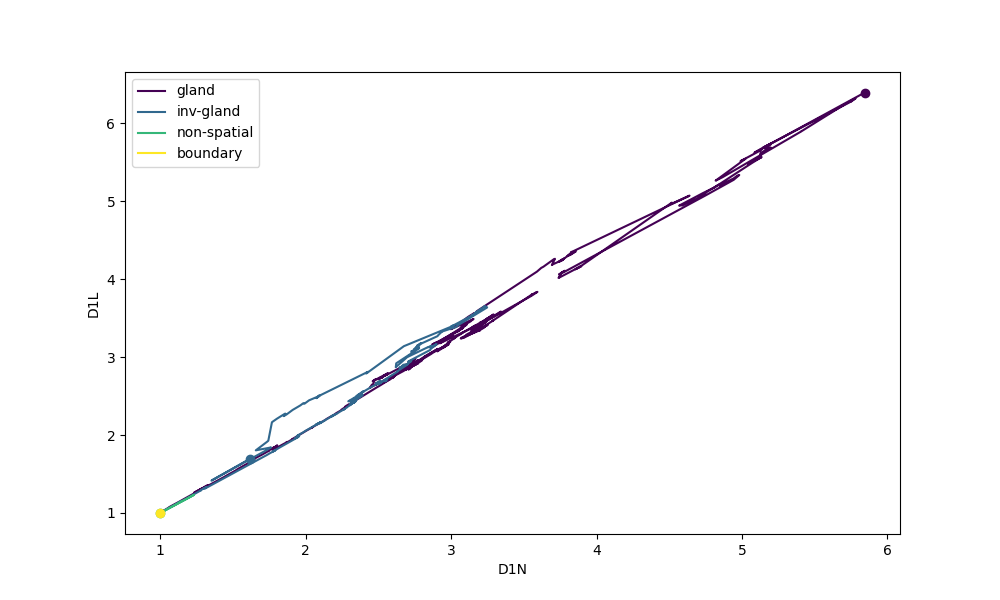 gland
inv-gland
non-spatial
boundary
6
5
4
3
2
1
D1L
1 2 3 4 5 6
D1N